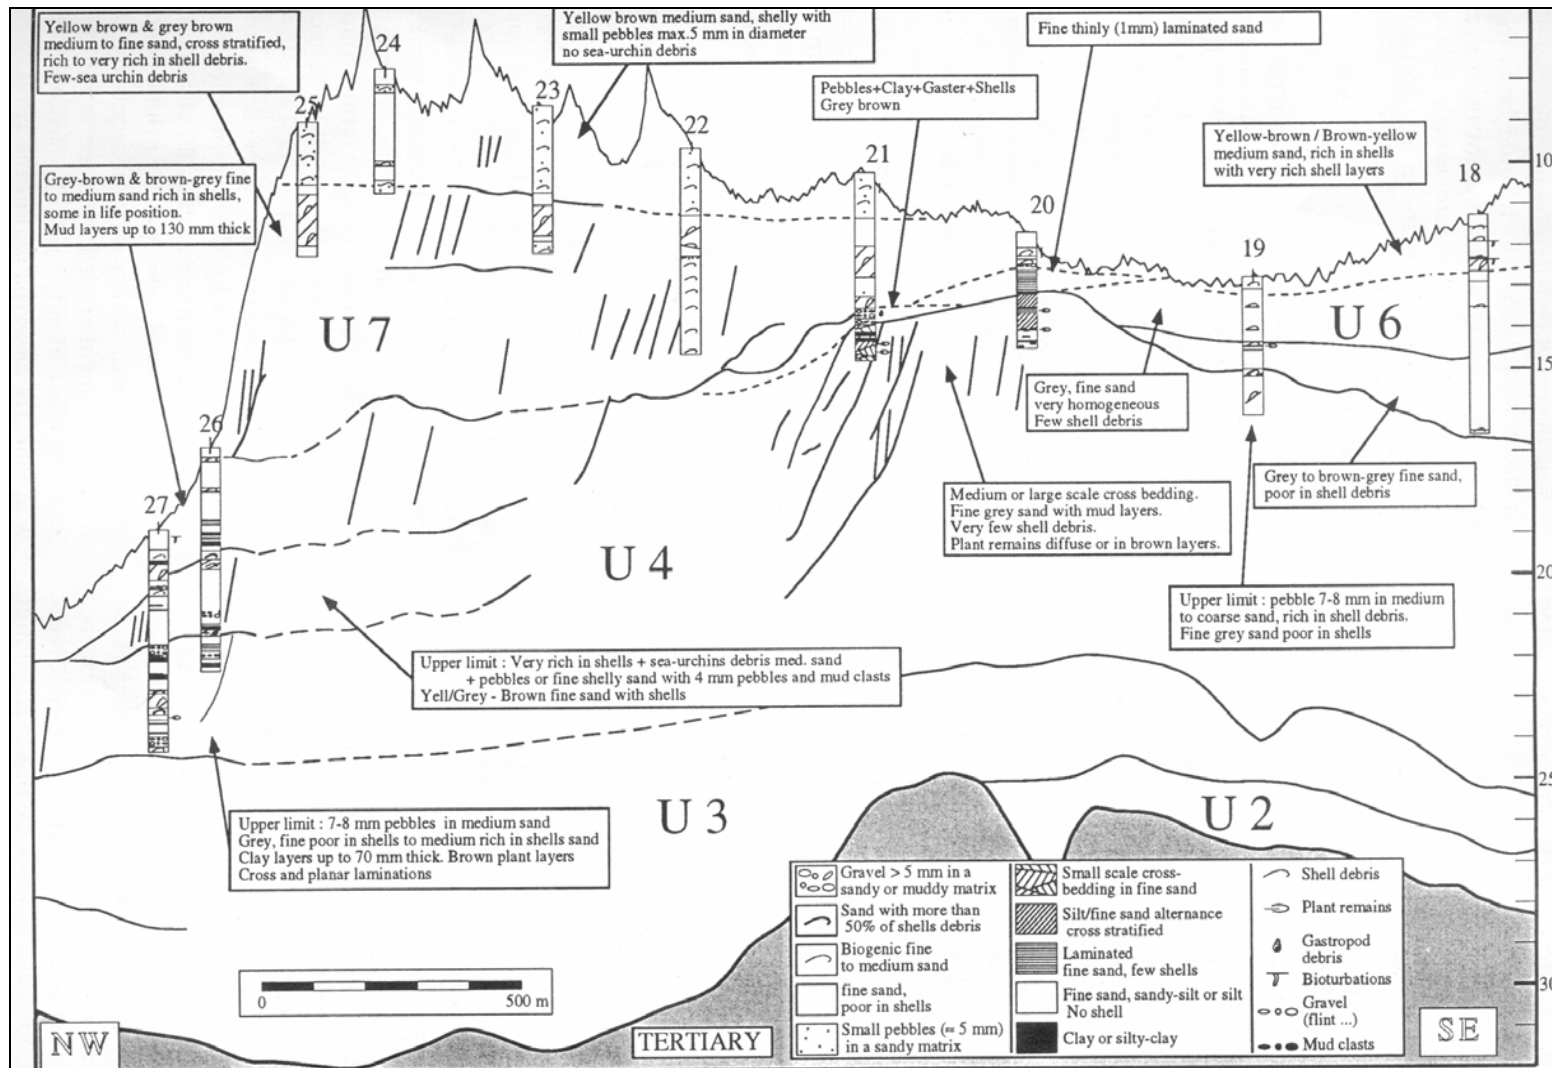 Yellow brown & grey brown
medium to fine sand, cross stratified,
rich to very rich in shell debris.
Few-sea urchin debris
Yellow brown medium sand, shelly with
small pebbles max.5 mm in diameter
no sea-urchin debris
Fine thinly (1mm) laminated sand
Pebbles+Clay+Gaster+Shells
Grey brown
Yellow-brown / Brown-yellow
medium sand, rich in shells
with very rich shell layers
Grey-brown & brown-grey fine
to medium sand rich in shells,
some in life position.
Mud layers up to 130 mm thick
24
25
23
22
21
20
19
18
26
27
10
15
20
25
30
U 7
U 6
U 4
U 3
U 2
Grey, fine sand
very homogeneous
Few shell debris
Grey to brown-grey fine sand,
poor in shell debris
Medium or large scale cross bedding.
Fine grey sand with mud layers.
Very few shell debris.
Plant remains diffuse or in brown layers.
Upper limit : pebble 7-8 mm in medium
to coarse sand, rich in shell debris.
Fine grey sand poor in shells
Upper limit : Very rich in shells + sea-urchins debris med. sand
+ pebbles or fine shelly sand with 4 mm pebbles and mud clasts
Yell/Grey - Brown fine sand with shells
Upper limit : 7-8 mm pebbles in medium sand
Grey, fine poor in shells to medium rich in shells sand
Clay layers up to 70 mm thick. Brown plant layers
Cross and planar laminations
Gravel > 5 mm in a
sandy or muddy matrix
Sand with more than
50% of shells debris
Biogenic fine
to medium sand
fine sand,
poor in shells
Small pebbles (≈ 5 mm)
in a sandy matrix
Small scale cross-
bedding in fine sand
Silt/fine sand alternance
cross stratified
Laminated
fine sand, few shells
Fine sand, sandy-silt or silt
No shell
Clay or silty-clay
Shell debris
Plant remains
Gastropod
debris
Bioturbations
Gravel
(flint ...)
Mud clasts
0
500 m
NW
TERTIARY
SE